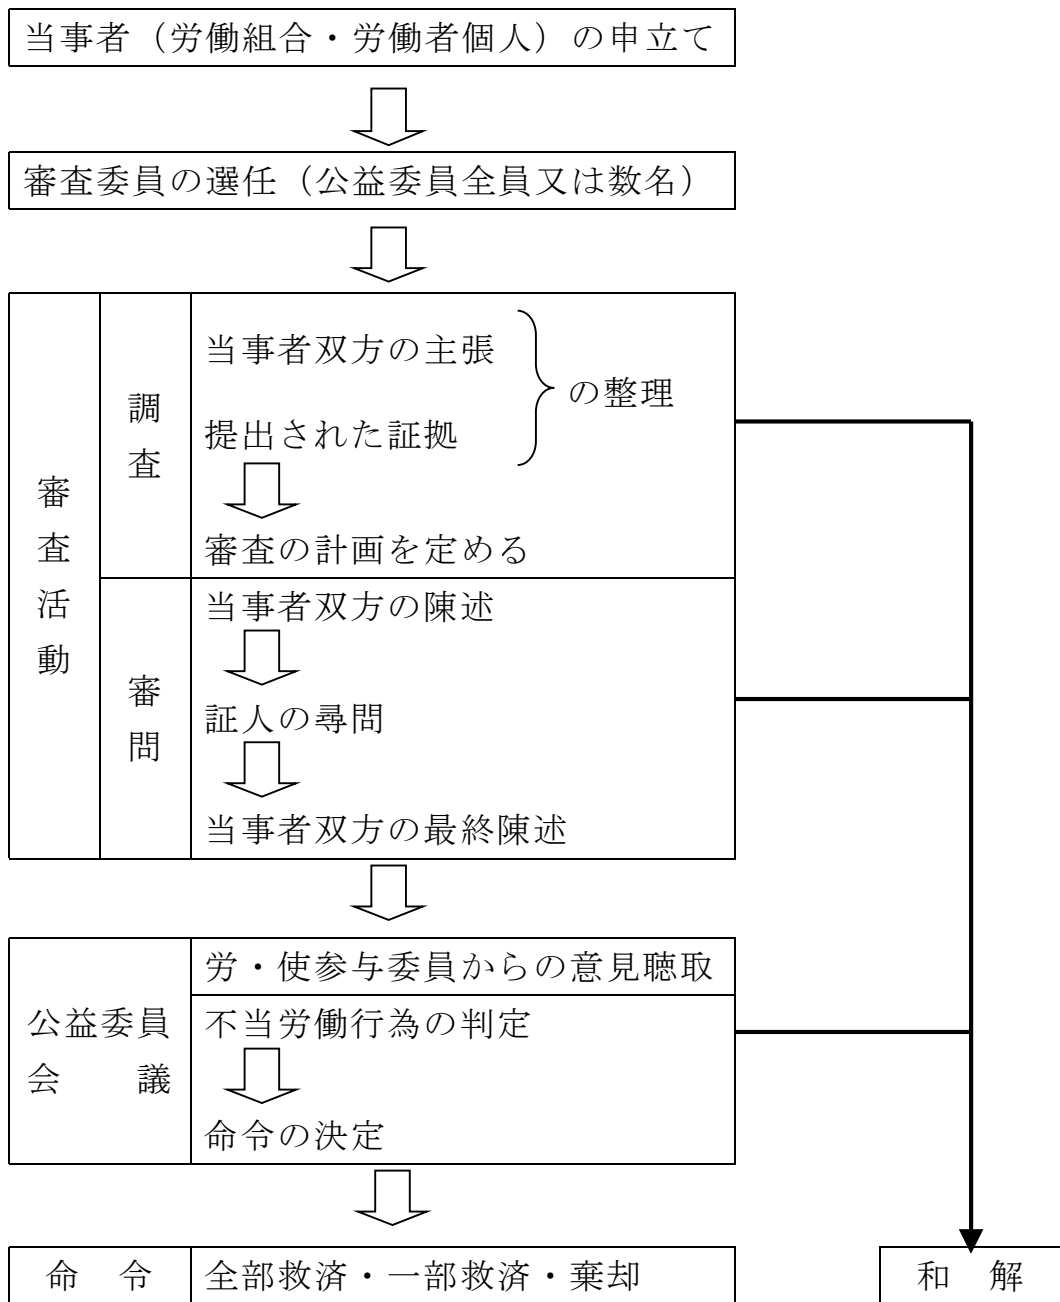 当事者（労働組合・労働者個人）の申立て
審査委員の選任（公益委員全員又は数名）
審査活動
調査
当事者双方の主張
提出された証拠
の整理
審査の計画を定める
審問
当事者双方の陳述
証人の尋問
当事者双方の最終陳述
公益委員
会　　議
労・使参与委員からの意見聴取
不当労働行為の判定
命令の決定
命　令
全部救済・一部救済・棄却
和　解